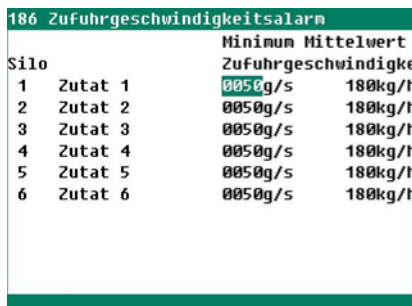 186 Zufuhrgeschwindigkeitsalarm
Minimum Mittelwert
Silo Zufuhrgeschwindigke
1 Zutat 1 0050g/s 180kg/h
2 Zutat 2 0050g/s 180kg/h
3 Zutat 3 0050g/s 180kg/h
4 Zutat 4 0050g/s 180kg/h
5 Zutat 5 0050g/s 180kg/h
6 Zutat 6 0050g/s 180kg/h